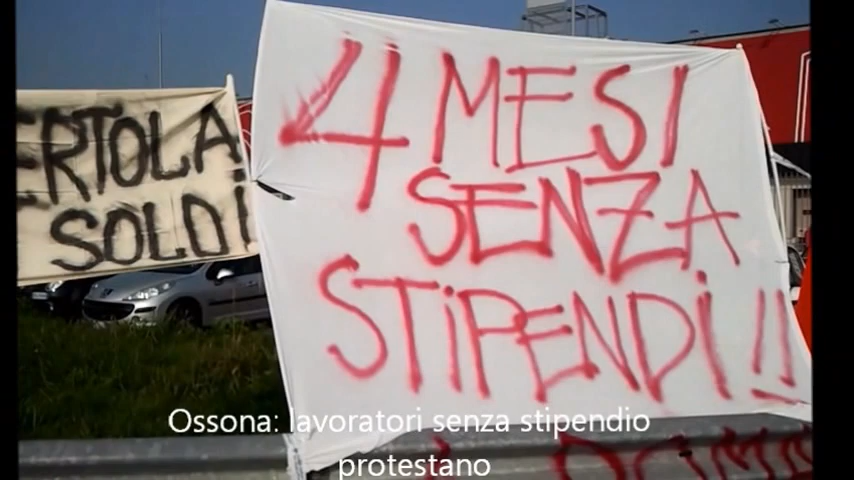 ERTOLA
SOLDI
4 MESI
SENZA
STIPENDI!!
Ossona: lavoratori senza stipendio
protestano